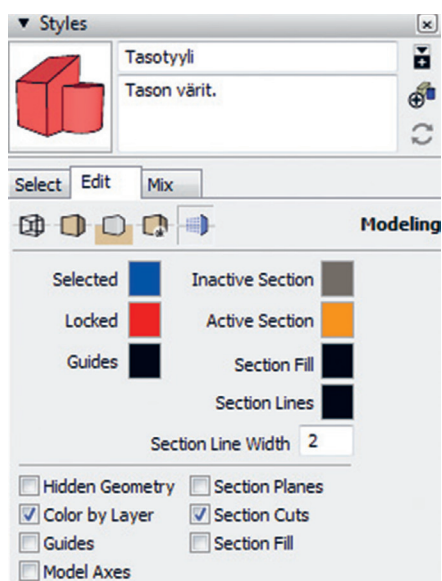 Styles
Tasotyyli
Tason värit.
Select Edit Mix
Modeling
Selected Inactive Section
Locked Active Section
Guides Section Fill
Section Lines
Section Line Width 2
Hidden Geometry Section Planes
Color by Layer Section Cuts
Guides Section Fill
Model Axes